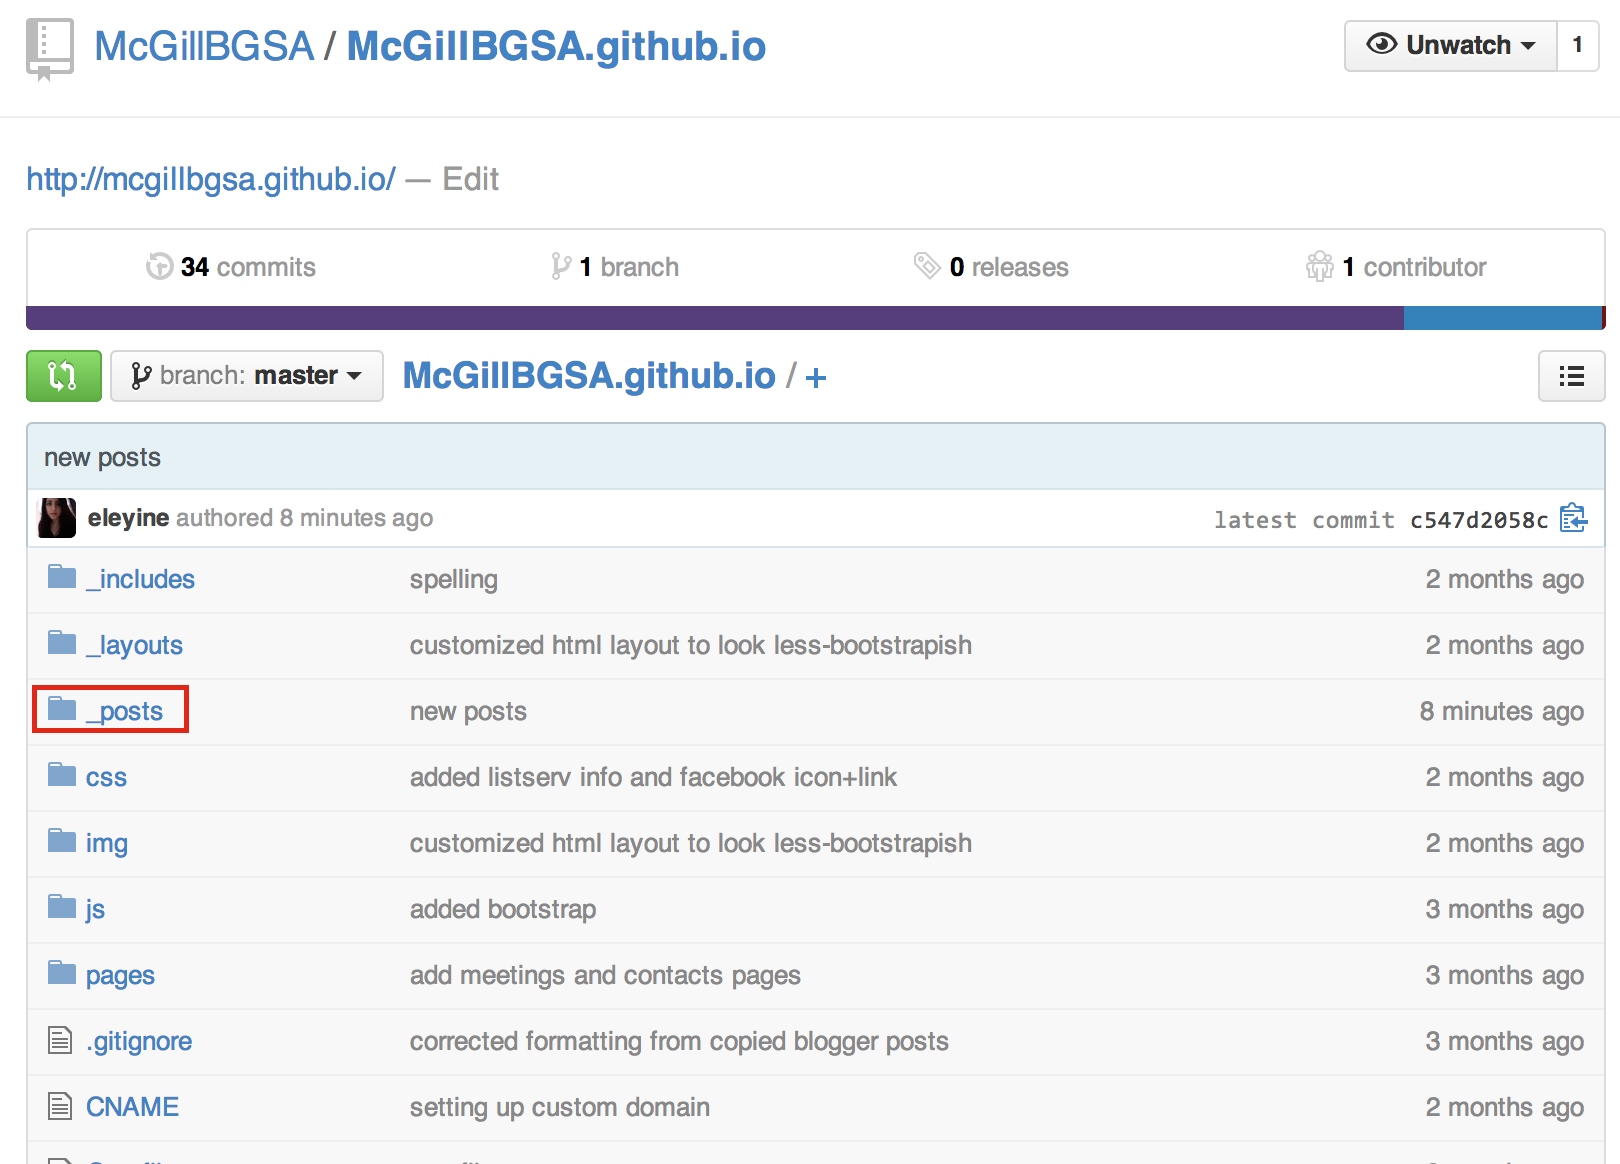 McGillBGSA / McGillBGSA.github.io
Unwatch 1
http://mcgillbgsa.github.io/ — Edit
34 commits 1 branch 0 releases 1 contributor
branch: master McGillBGSA.github.io / +
new posts
eleyine authored 8 minutes ago latest commit c547d2058c
_includes spelling 2 months ago
_layouts customized html layout to look less-bootstrapish 2 months ago
_posts new posts 8 minutes ago
css added listserv info and facebook icon+link 2 months ago
img customized html layout to look less-bootstrapish 2 months ago
js added bootstrap 3 months ago
pages add meetings and contacts pages 3 months ago
.gitignore corrected formatting from copied blogger posts 3 months ago
CNAME setting up custom domain 2 months ago